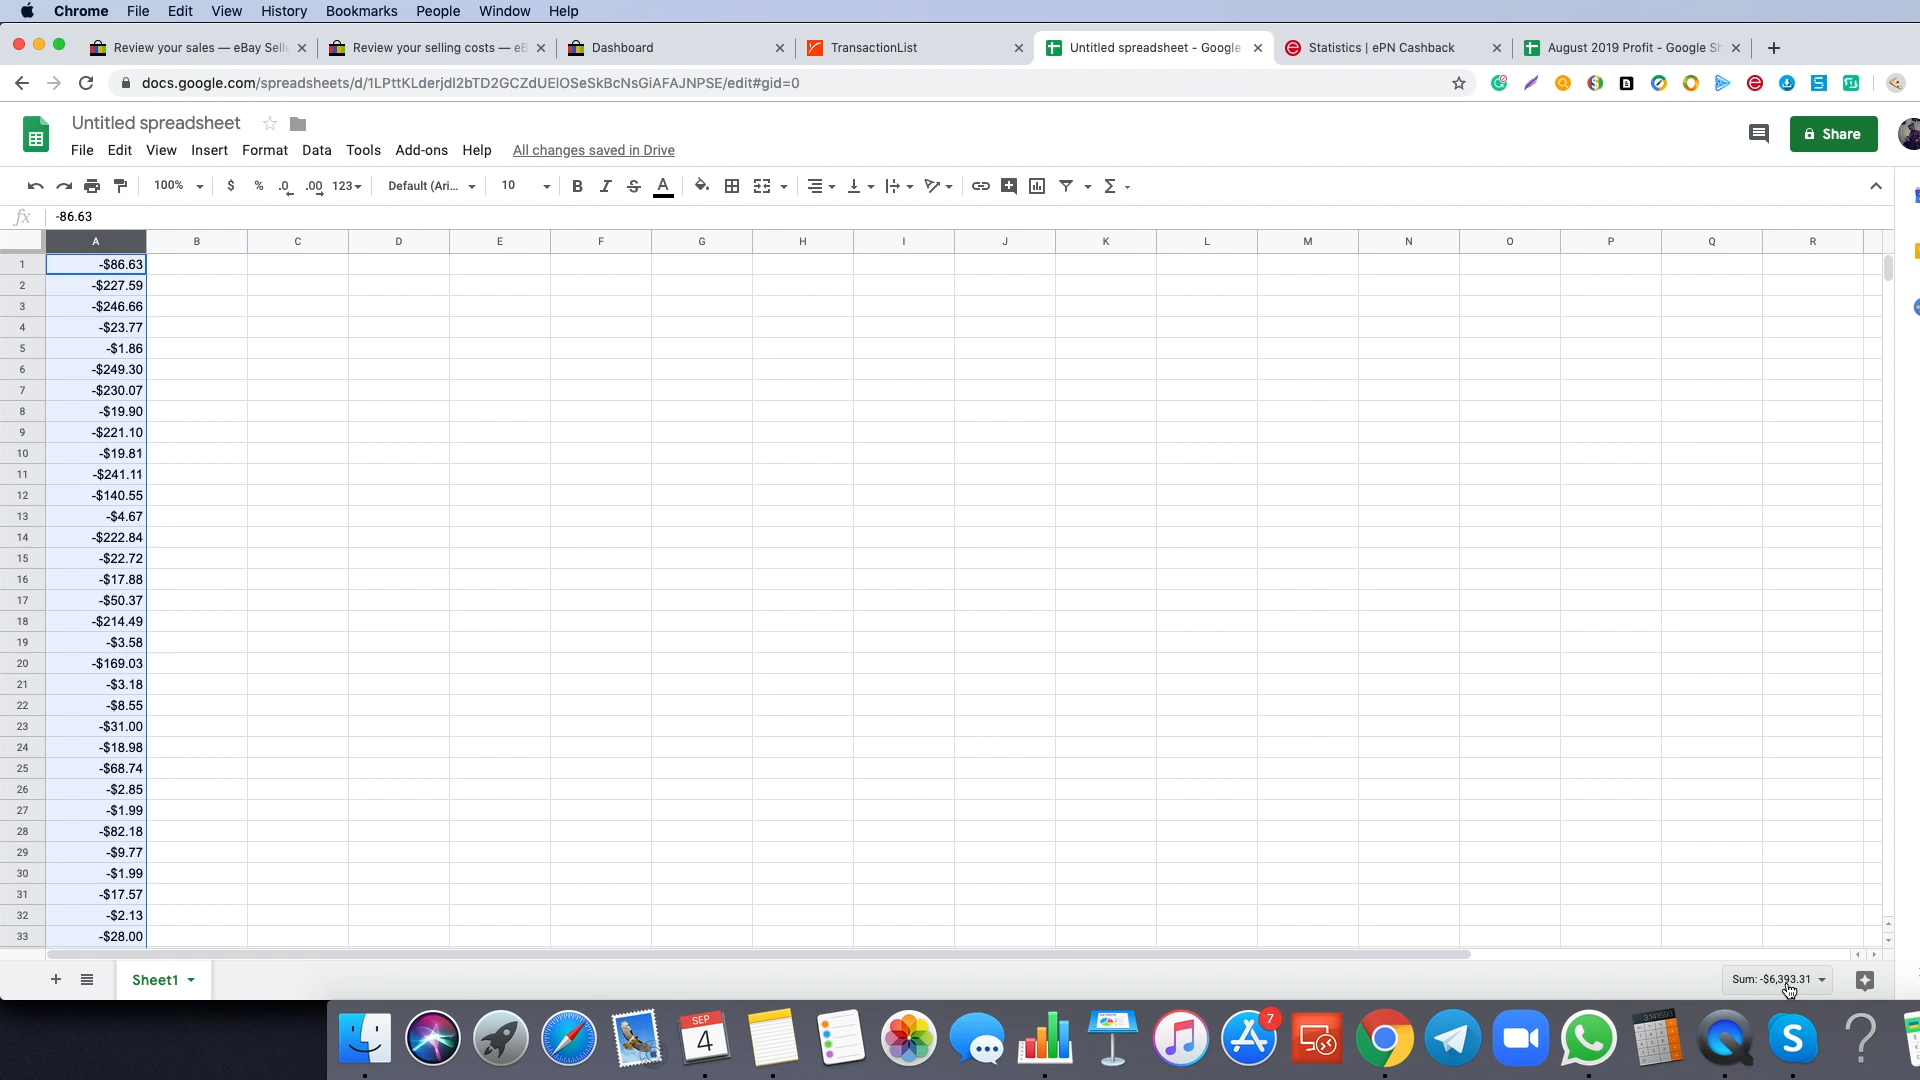 Chrome File Edit View History Bookmarks People Window Help
Review your sales — eBay Sell
Review your selling costs — eB
Dashboard
TransactionList
Untitled spreadsheet - Google
Statistics | ePN Cashback
August 2019 Profit - Google Sh
docs.google.com/spreadsheets/d/1LPttKLderjdI2bTD2GCZdUEIOSeSkBcNsGiAFAJNPSE/edit#gid=0
Untitled spreadsheet
File Edit View Insert Format Data Tools Add-ons Help All changes saved in Drive
Share
100% $ % .0 .00 123 Default (Ari... 10 B I S A
fx -86.63
A B C D E F G H I J K L M N O P Q R
1 -$86.63
2 -$227.59
3 -$246.66
4 -$23.77
5 -$1.86
6 -$249.30
7 -$230.07
8 -$19.90
9 -$221.10
10 -$19.81
11 -$241.11
12 -$140.55
13 -$4.67
14 -$222.84
15 -$22.72
16 -$17.88
17 -$50.37
18 -$214.49
19 -$3.58
20 -$169.03
21 -$3.18
22 -$8.55
23 -$31.00
24 -$18.98
25 -$68.74
26 -$2.85
27 -$1.99
28 -$82.18
29 -$9.77
30 -$1.99
31 -$17.57
32 -$2.13
33 -$28.00
Sheet1
Sum: -$6,393.31
SEP
4
7